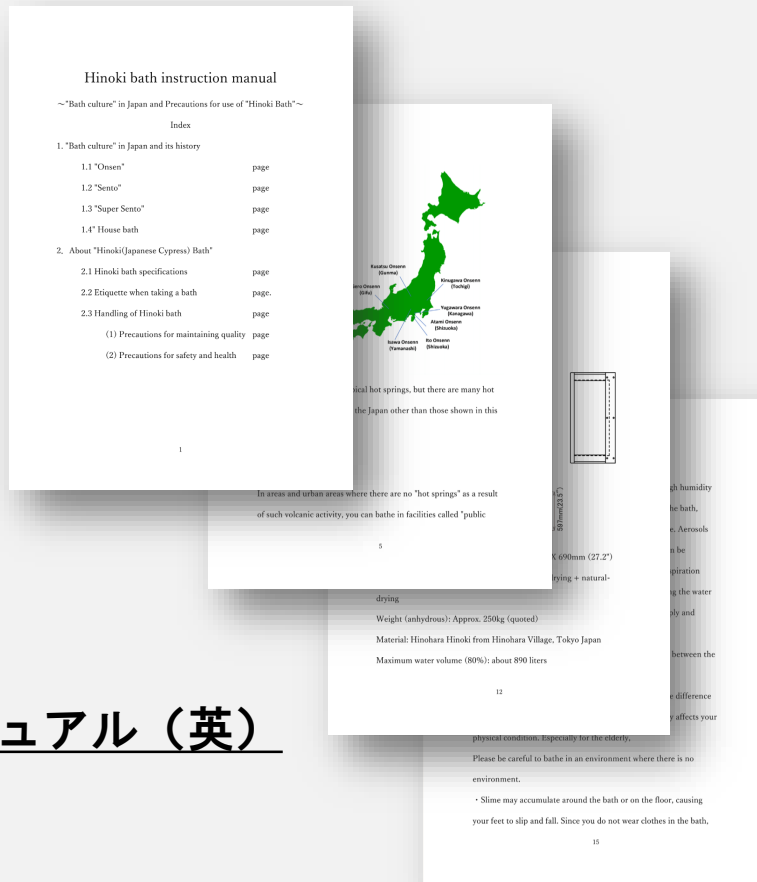 Hinoki bath instruction manual
～"Bath culture" in Japan and Precautions for use of "Hinoki Bath"～
Index
1. "Bath culture" in Japan and its history
1.1 "Onsen" page
1.2 "Sento" page
1.3 "Super Sento" page
1.4" House bath page
2, About "Hinoki(Japanese Cypress) Bath"
2.1 Hinoki bath specifications page
2.2 Etiquette when taking a bath page.
2.3 Handling of Hinoki bath page
(1) Precautions for maintaining quality page
(2) Precautions for safety and health page
1
Kusatsu Onsenn
(Gunma)
Onsenn
(Gifu)
Kinugawa Onsenn
(Tochigi)
Yugawara Onsenn
(Kanagawa)
Atami Onsenn
(Shizuoka)
Ito Onsenn
(Shizuoka)
Isawa Onsenn
(Yamanashi)
hot springs, but there are many hot
the Japan other than those shown in this
In areas and urban areas where there are no "hot springs" as a result
of such volcanic activity, you can bathe in facilities called "public
5
597mm(23.5")
X 690mm (27.2")
drying + natural-
drying
Weight (anhydrous): Approx. 250kg (quoted)
Material: Hinohara Hinoki from Hinohara Village, Tokyo Japan
Maximum water volume (80%): about 890 liters
12
humidity
bath,
Aerosols
be
the water
and
between the
difference
affects your
physical condition. Especially for the elderly,
Please be careful to bathe in an environment where there is no
environment.
・Slime may accumulate around the bath or on the floor, causing
your feet to slip and fall. Since you do not wear clothes in the bath,
15
ュアル（英）